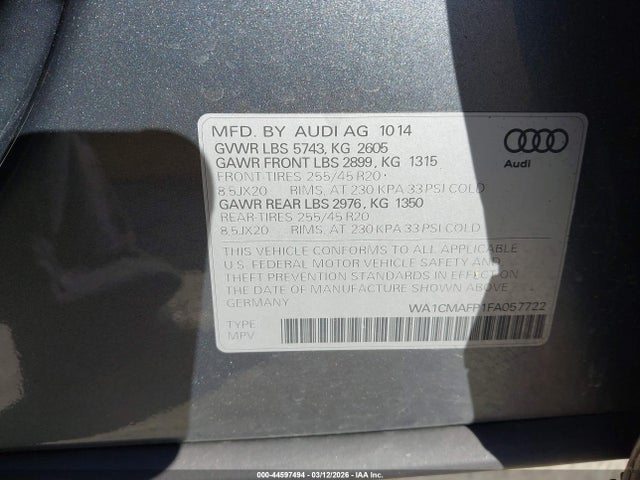 MFD. BY AUDI AG 1014
GVWR LBS 5743, KG 2605
GAWR FRONT LBS 2899, KG 1315
FRONT-TIRES 255/45 R20
8,5JX20 RIMS, AT 230 KPA 33 PSI COLD
GAWR REAR LBS 2976, KG 1350
REAR-TIRES 255/45 R20
8,5JX20 RIMS, AT 230 KPA 33 PSI COLD
THIS VEHICLE CONFORMS TO ALL APPLICABLE
U.S. FEDERAL MOTOR VEHICLE SAFETY AND
THEFT PREVENTION STANDARDS IN EFFECT ON
THE DATE OF MANUFACTURE SHOWN ABOVE.
WA1CMAFP1FA057722
TYPE
MPV
Audi
000-44597494 - 03/12/2026 - IAA Inc.